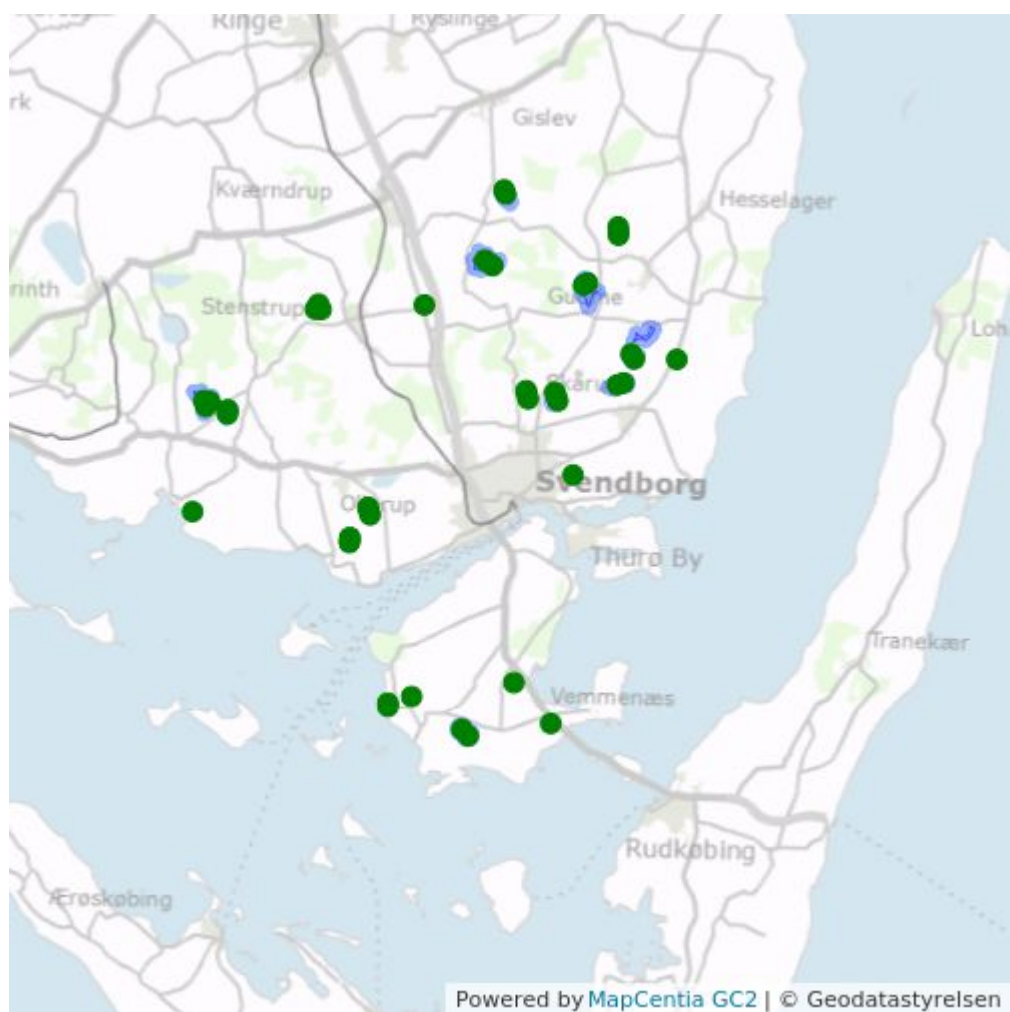 Ringe
Ryslinge
rk
Gislev
Kværndrup
Hesselager
rinth
Stenstrup
Loh
Svendborg
Thurø By
Tranekær
Vemmenæs
Rudkøbing
Ærøskøbing
Powered by MapCentia GC2 | © Geodatastyrelsen